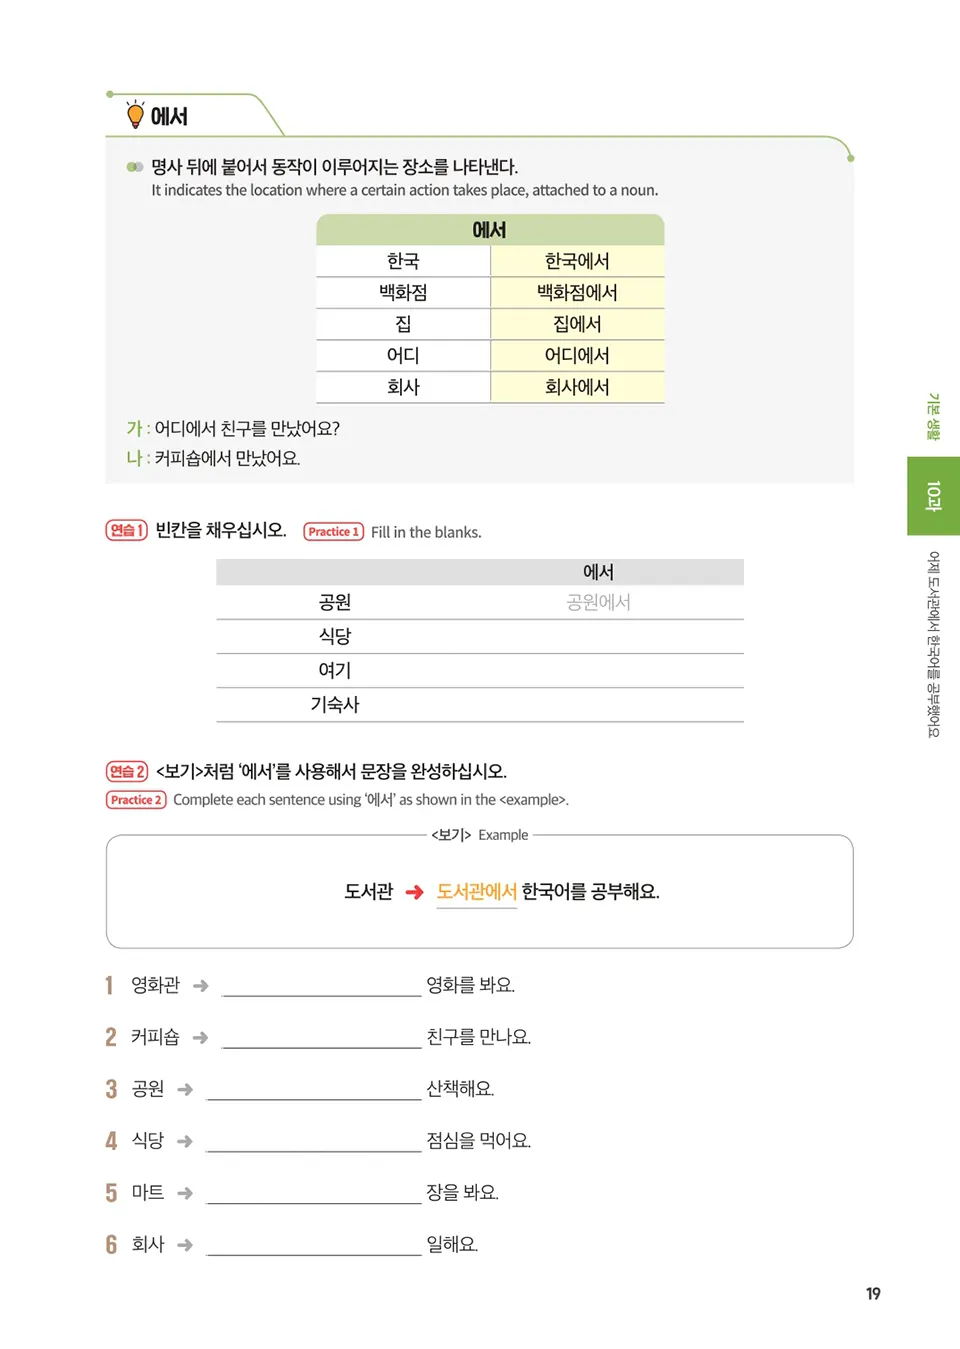 에서
명사 뒤에 붙어서 동작이 이루어지는 장소를 나타낸다.
It indicates the location where a certain action takes place, attached to a noun.
에서
한국 한국에서
백화점 백화점에서
집 집에서
어디 어디에서
회사 회사에서
가 : 어디에서 친구를 만났어요?
나 : 커피숍에서 만났어요.
연습 1 빈칸을 채우십시오. Practice 1 Fill in the blanks.
에서
공원 공원에서
식당
여기
기숙사
연습 2 <보기>처럼 ‘에서’를 사용해서 문장을 완성하십시오.
Practice 2 Complete each sentence using ‘에서’ as shown in the <example>.
<보기> Example
도서관 ➜ 도서관에서 한국어를 공부해요.
1 영화관 ➜ ____________________ 영화를 봐요.
2 커피숍 ➜ ____________________ 친구를 만나요.
3 공원 ➜ ____________________ 산책해요.
4 식당 ➜ ____________________ 점심을 먹어요.
5 마트 ➜ ____________________ 장을 봐요.
6 회사 ➜ ____________________ 일해요.
기본 생활
10과
어제 도서관에서 한국어를 공부했어요
19